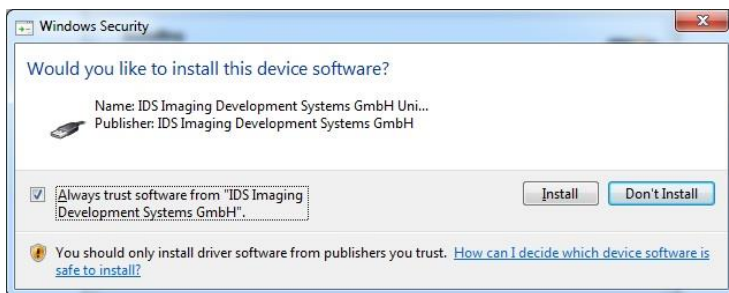 Windows Security
Would you like to install this device software?
Name: IDS Imaging Development Systems GmbH Uni...
Publisher: IDS Imaging Development Systems GmbH
Always trust software from "IDS Imaging
Development Systems GmbH".
Install
Don't Install
You should only install driver software from publishers you trust. How can I decide which device software is
safe to install?